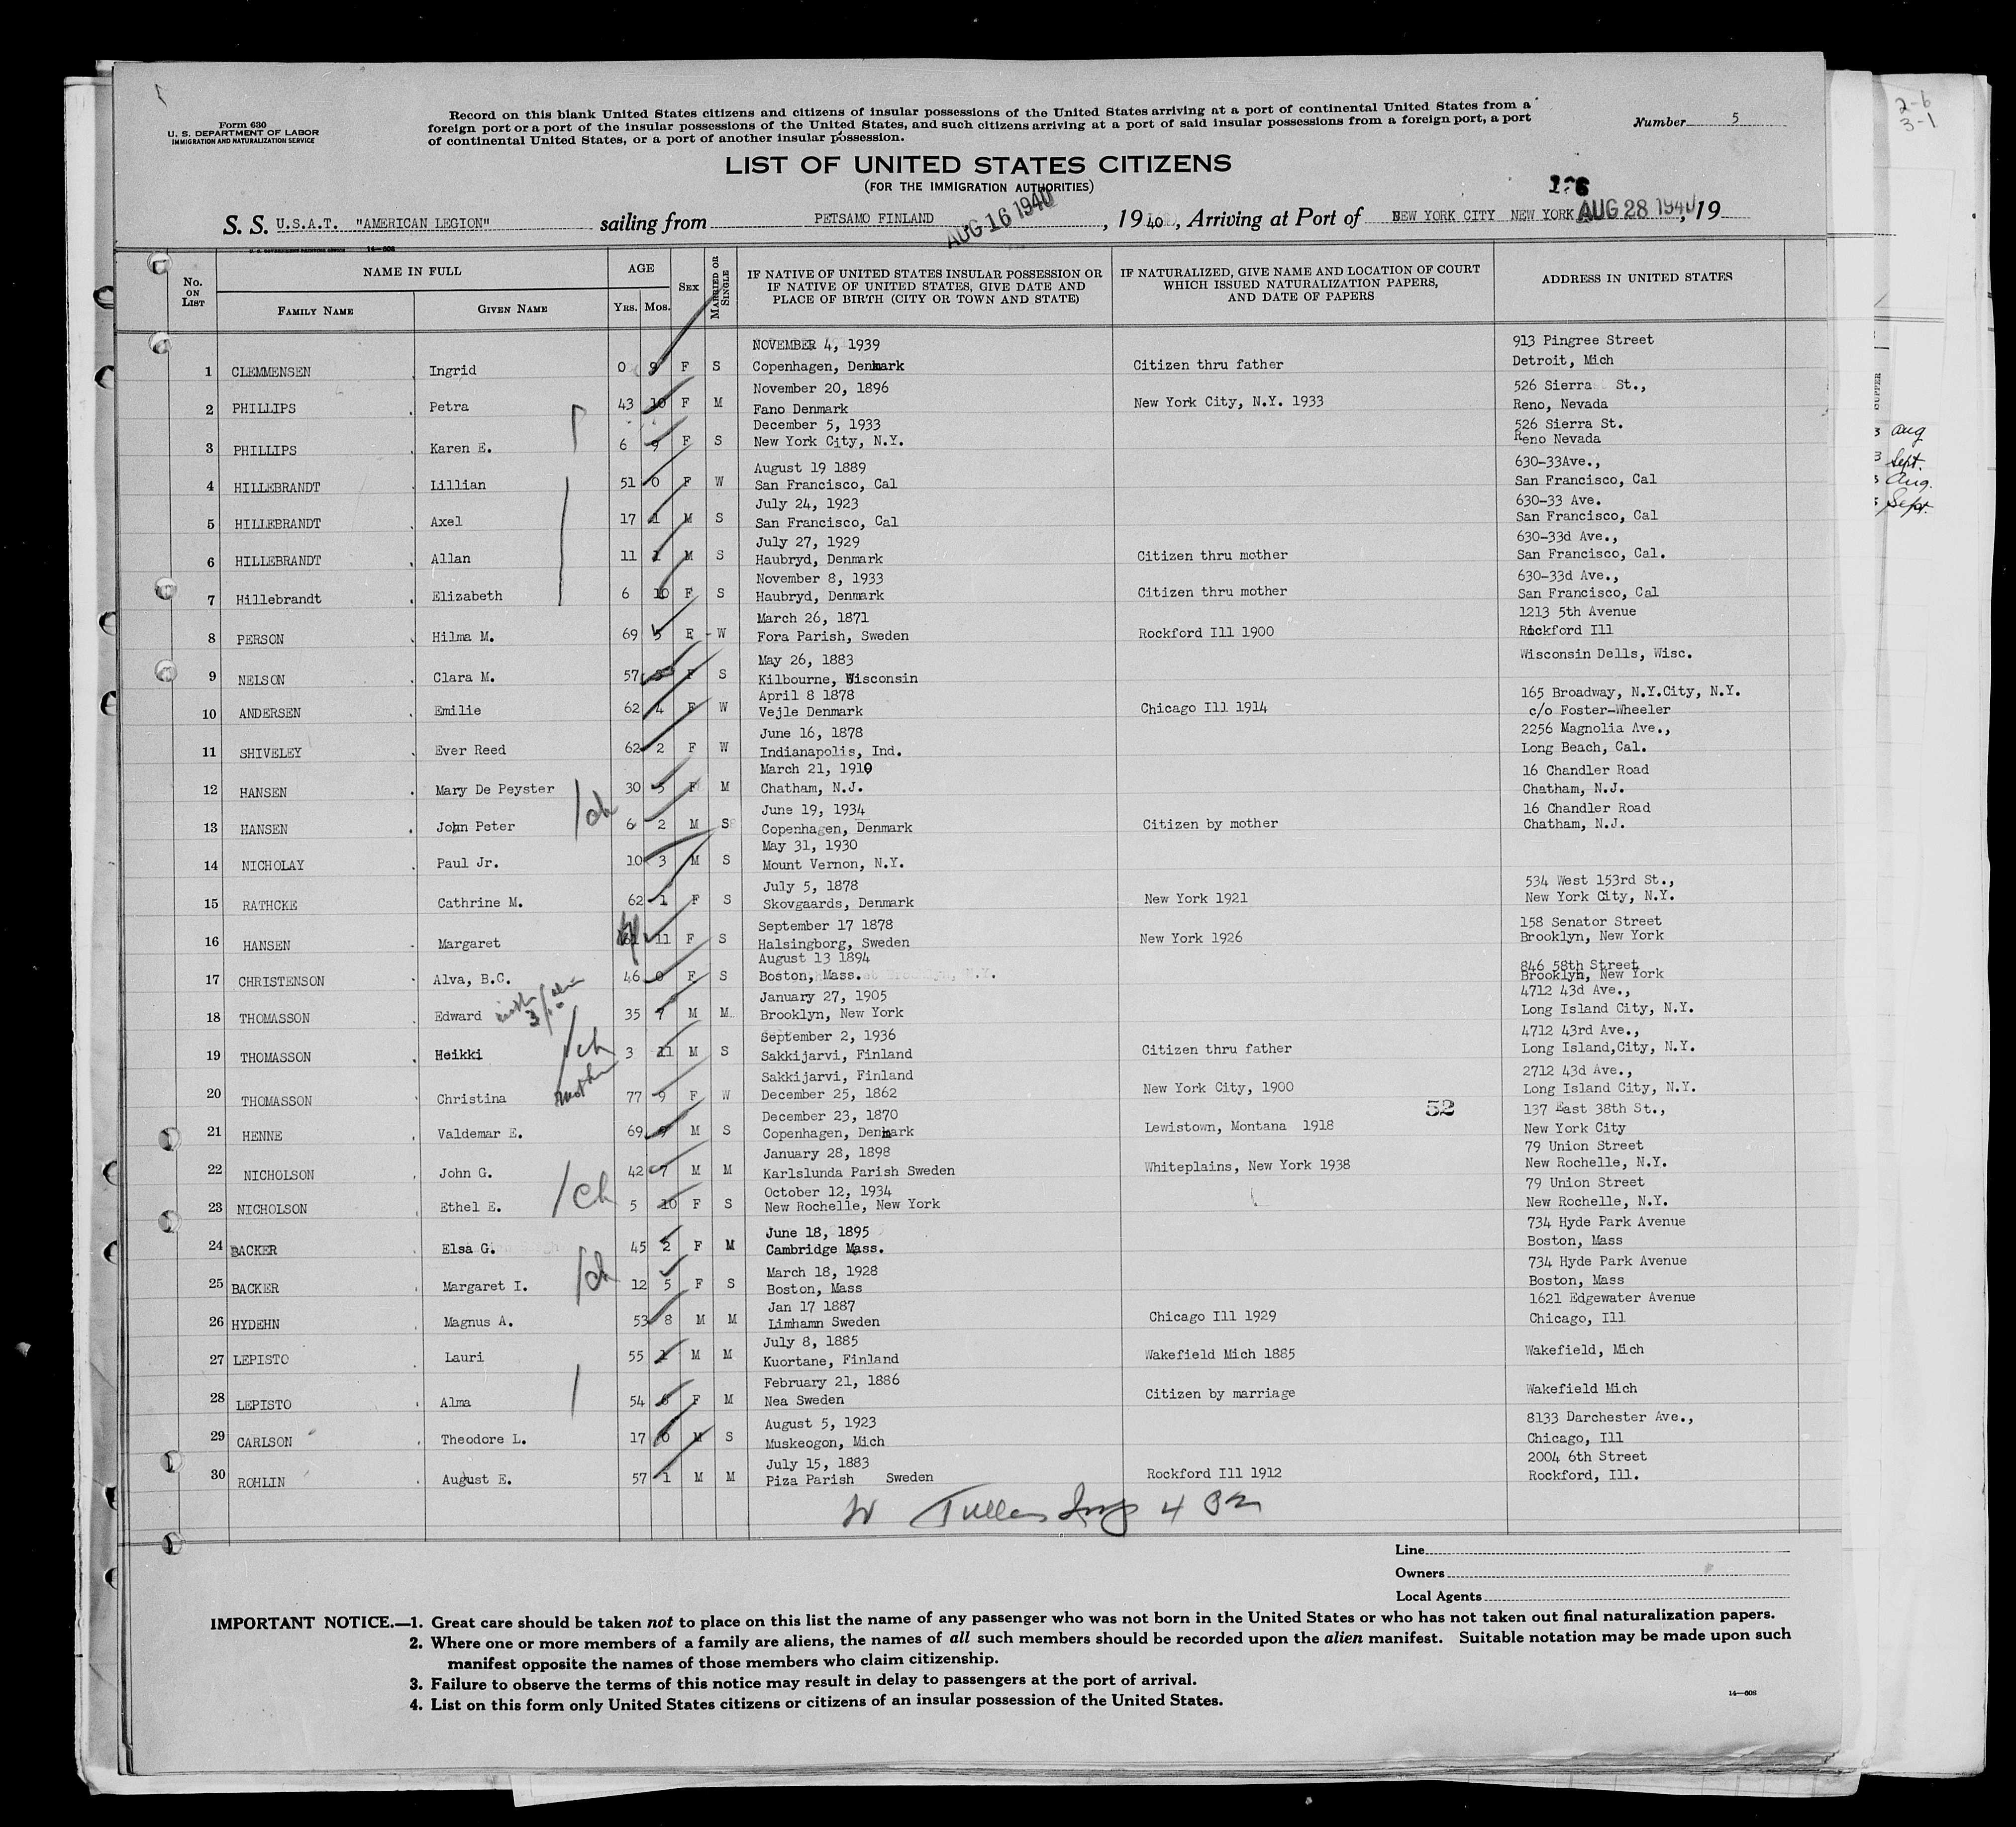 Form 630
U. S. DEPARTMENT OF LABOR
IMMIGRATION AND NATURALIZATION SERVICE
Record on this blank United States citizens and citizens of insular possessions of the United States arriving at a port of continental United States from a
foreign port or a port of the insular possessions of the United States, and such citizens arriving at a port of said insular possessions from a foreign port, a port
of continental United States, or a port of another insular possession.
Number 5
2-6
3-1
LIST OF UNITED STATES CITIZENS
(FOR THE IMMIGRATION AUTHORITIES)
S. S. U.S.A.T. "AMERICAN LEGION" sailing from PETSAMO FINLAND AUG 16 1940, 1940, Arriving at Port of NEW YORK CITY NEW YORK AUG 28 1940, 19
14-608
No. ON LIST NAME IN FULL AGE SEX MARRIED OR SINGLE IF NATIVE OF UNITED STATES INSULAR POSSESSION OR IF NATIVE OF UNITED STATES, GIVE DATE AND PLACE OF BIRTH (CITY OR TOWN AND STATE) IF NATURALIZED, GIVE NAME AND LOCATION OF COURT WHICH ISSUED NATURALIZATION PAPERS, AND DATE OF PAPERS ADDRESS IN UNITED STATES
FAMILY NAME GIVEN NAME YRS. MOS.
NOVEMBER 4, 1939 913 Pingree Street
1 CLEMMENSEN Ingrid 0 9 F S Copenhagen, Denmark Citizen thru father Detroit, Mich
November 20, 1896 526 Sierra St.,
2 PHILLIPS Petra 43 10 F M Fano Denmark New York City, N.Y. 1933 Reno, Nevada
December 5, 1933 526 Sierra St.
3 PHILLIPS Karen E. 6 9 F S New York City, N.Y. Reno Nevada
August 19 1889 630-33Ave.,
4 HILLEBRANDT Lillian 51 0 F W San Francisco, Cal San Francisco, Cal
July 24, 1923 630-33 Ave.
5 HILLEBRANDT Axel 17 1 M S San Francisco, Cal San Francisco, Cal
July 27, 1929 630-33d Ave.,
6 HILLEBRANDT Allan 11 1 M S Haubryd, Denmark Citizen thru mother San Francisco, Cal.
November 8, 1933 630-33d Ave.,
7 Hillebrandt Elizabeth 6 10 F S Haubryd, Denmark Citizen thru mother San Francisco, Cal
March 26, 1871 1213 5th Avenue
8 PERSON Hilma M. 69 5 F W Fora Parish, Sweden Rockford Ill 1900 Rockford Ill
May 26, 1883 Wisconsin Dells, Wisc.
9 NELSON Clara M. 57 3 F S Kilbourne, Wisconsin
April 8 1878 165 Broadway, N.Y.City, N.Y.
10 ANDERSEN Emilie 62 4 F W Vejle Denmark Chicago Ill 1914 c/o Foster-Wheeler
June 16, 1878 2256 Magnolia Ave.,
11 SHIVELEY Ever Reed 62 2 F W Indianapolis, Ind. Long Beach, Cal.
March 21, 1910 16 Chandler Road
12 HANSEN Mary De Peyster 30 5 F M Chatham, N.J. Chatham, N.J.
ch
June 19, 1934 16 Chandler Road
13 HANSEN John Peter 6 2 M S Copenhagen, Denmark Citizen by mother Chatham, N.J.
May 31, 1930
14 NICHOLAY Paul Jr. 10 3 M S Mount Vernon, N.Y.
July 5, 1878 534 West 153rd St.,
15 RATHCKE Cathrine M. 62 1 F S Skovgaards, Denmark New York 1921 New York City, N.Y.
September 17 1878 158 Senator Street
16 HANSEN Margaret 61 11 F S Halsingborg, Sweden New York 1926 Brooklyn, New York
August 13 1894 846 58th Street
17 CHRISTENSON Alva, B.C. 46 0 F S Boston, Mass. Brooklyn, New York
January 27, 1905 4712 43d Ave.,
18 THOMASSON Edward 35 7 M M Brooklyn, New York Long Island City, N.Y.
September 2, 1936 4712 43rd Ave.,
19 THOMASSON Heikki ch 3 11 M S Sakkijarvi, Finland Citizen thru father Long Island,City, N.Y.
mother
Sakkijarvi, Finland 2712 43d Ave.,
20 THOMASSON Christina 77 9 F W December 25, 1862 New York City, 1900 Long Island City, N.Y.
52
December 23, 1870 137 East 38th St.,
21 HENNE Valdemar E. 69 9 M S Copenhagen, Denmark Lewistown, Montana 1918 New York City
January 28, 1898 79 Union Street
22 NICHOLSON John G. 42 7 M M Karlslunda Parish Sweden Whiteplains, New York 1938 New Rochelle, N.Y.
ch
October 12, 1934 79 Union Street
23 NICHOLSON Ethel E. 5 10 F S New Rochelle, New York New Rochelle, N.Y.
June 18, 1895 734 Hyde Park Avenue
24 BACKER Elsa G. 45 2 F M Cambridge Mass. Boston, Mass
ch
March 18, 1928 734 Hyde Park Avenue
25 BACKER Margaret I. 12 5 F S Boston, Mass Boston, Mass
Jan 17 1887 1621 Edgewater Avenue
26 HYDEHN Magnus A. 53 8 M M Limhamn Sweden Chicago Ill 1929 Chicago, Ill
July 8, 1885
27 LEPISTO Lauri 55 1 M M Kuortane, Finland Wakefield Mich 1885 Wakefield, Mich
February 21, 1886
28 LEPISTO Alma 54 6 F M Nea Sweden Citizen by marriage Wakefield Mich
August 5, 1923 8133 Darchester Ave.,
29 CARLSON Theodore L. 17 0 M S Muskeogon, Mich Chicago, Ill
July 15, 1883 2004 6th Street
30 ROHLIN August E. 57 1 M M Piza Parish Sweden Rockford Ill 1912 Rockford, Ill.
Line
Owners
Local Agents
IMPORTANT NOTICE.—1. Great care should be taken not to place on this list the name of any passenger who was not born in the United States or who has not taken out final naturalization papers.
2. Where one or more members of a family are aliens, the names of all such members should be recorded upon the alien manifest. Suitable notation may be made upon such
manifest opposite the names of those members who claim citizenship.
3. Failure to observe the terms of this notice may result in delay to passengers at the port of arrival.
4. List on this form only United States citizens or citizens of an insular possession of the United States.
14—608
Aug
Sept.
Aug.
Sept.